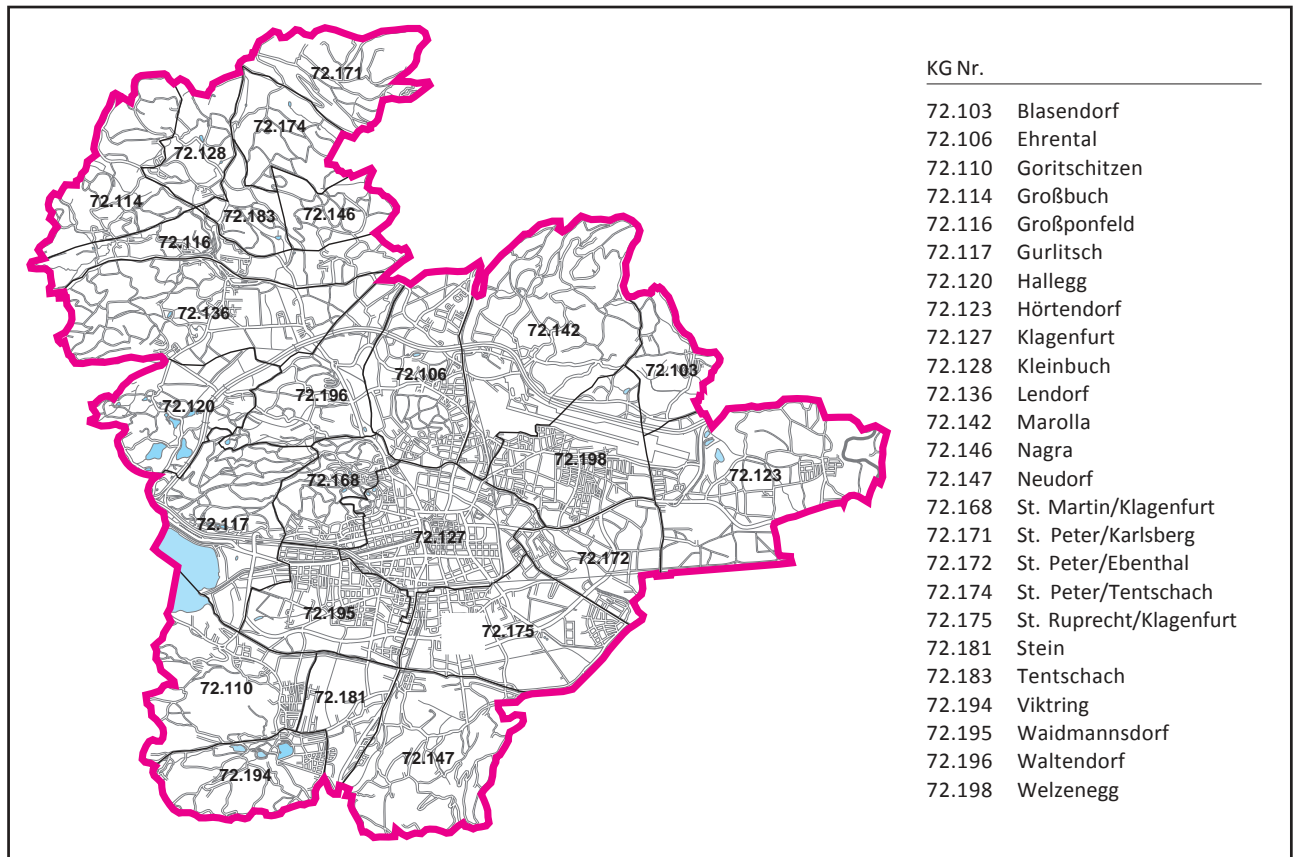 72.171
72.174
72.128
72.114
72.183
72.146
72.116
72.136
72.142
72.106
72.103
72.196
72.120
72.198
72.123
72.168
72.117
72.127
72.172
72.195
72.175
72.110
72.181
72.147
72.194
KG Nr.
72.103 Blasendorf
72.106 Ehrental
72.110 Goritschitzen
72.114 Großbuch
72.116 Großponfeld
72.117 Gurlitsch
72.120 Hallegg
72.123 Hörtendorf
72.127 Klagenfurt
72.128 Kleinbuch
72.136 Lendorf
72.142 Marolla
72.146 Nagra
72.147 Neudorf
72.168 St. Martin/Klagenfurt
72.171 St. Peter/Karlsberg
72.172 St. Peter/Ebenthal
72.174 St. Peter/Tentschach
72.175 St. Ruprecht/Klagenfurt
72.181 Stein
72.183 Tentschach
72.194 Viktring
72.195 Waidmannsdorf
72.196 Waltendorf
72.198 Welzenegg